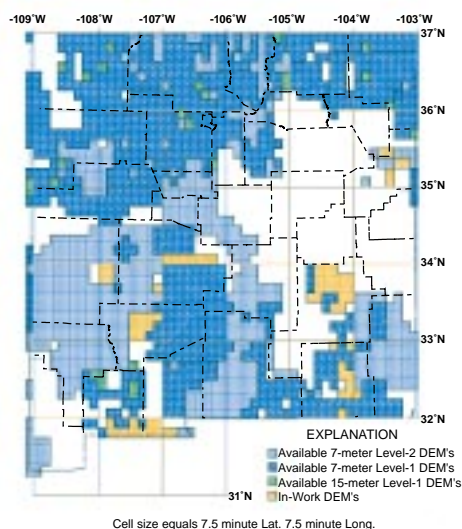 -109°W -108°W -107°W -106°W -105°W -104°W -103°W
37°N
36°N
35°N
34°N
33°N
32°N
EXPLANATION
Available 7-meter Level-2 DEM's
Available 7-meter Level-1 DEM's
Available 15-meter Level-1 DEM's
In-Work DEM's
31°N
Cell size equals 7.5 minute Lat. 7.5 minute Long.